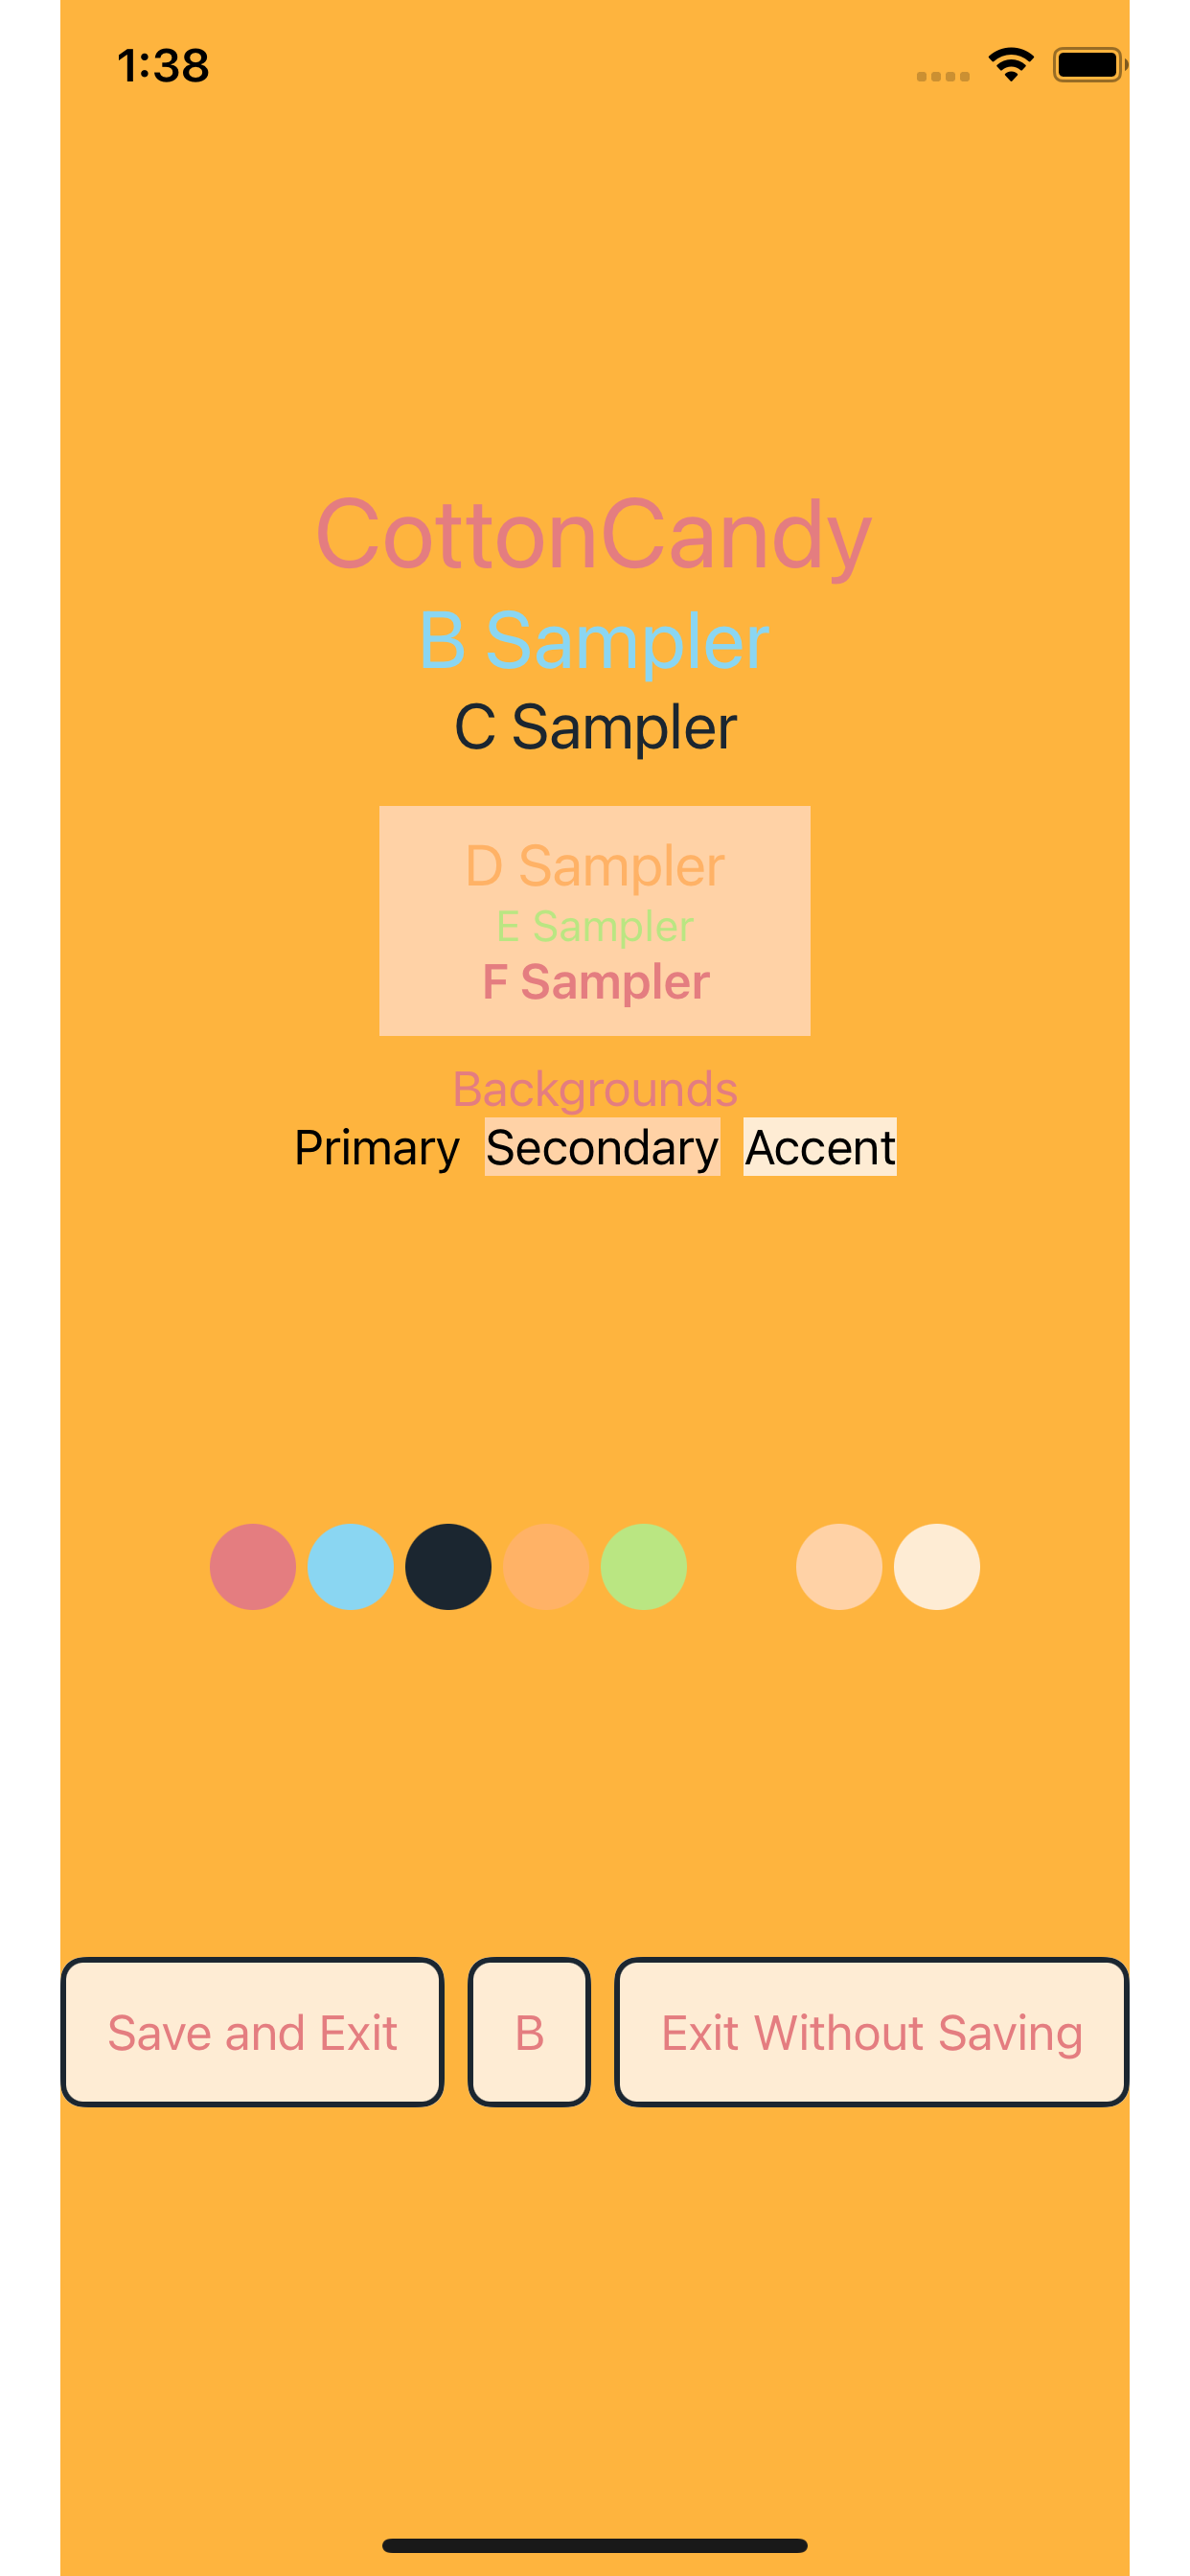 1:38
CottonCandy
B Sampler
C Sampler
D Sampler
E Sampler
F Sampler
Backgrounds
Primary Secondary Accent
Save and Exit B Exit Without Saving